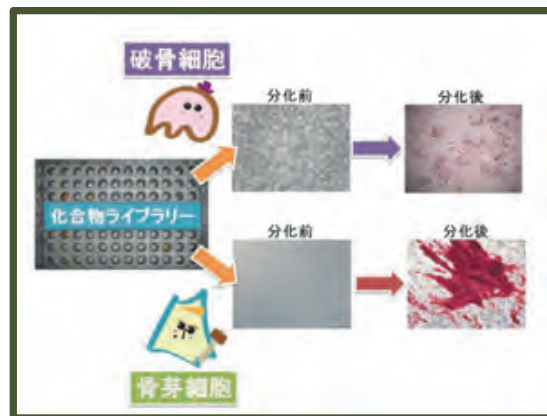 破骨細胞
分化前
分化後
化合物ライブラリー
分化前
分化後
骨芽細胞